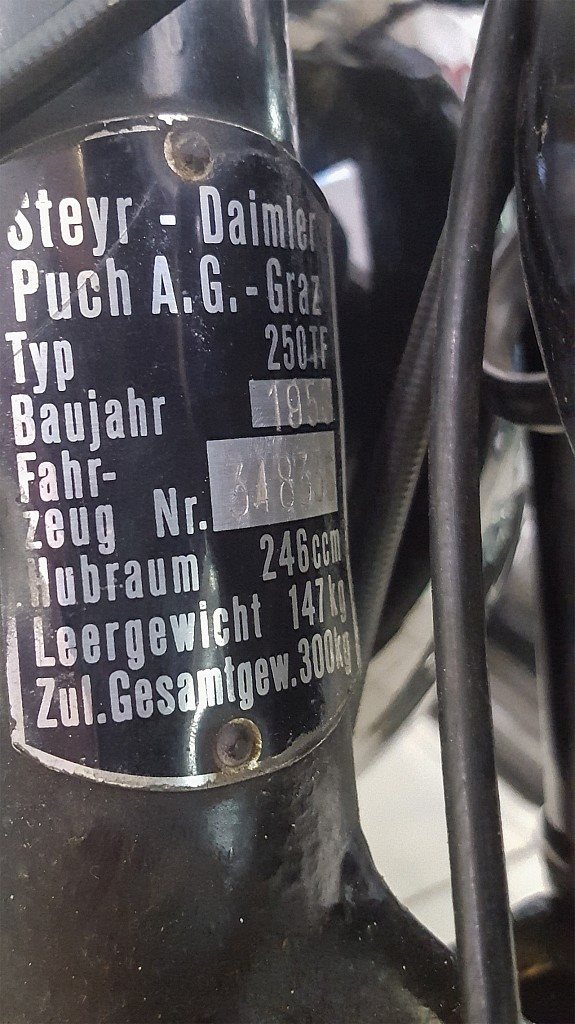 Steyr - Daimler
Puch A.G. - Graz
Typ 250TF
Baujahr
Fahr-
zeug Nr.
Hubraum 246ccm
Leergewicht 147kg
Zul.Gesamtgew.300kg